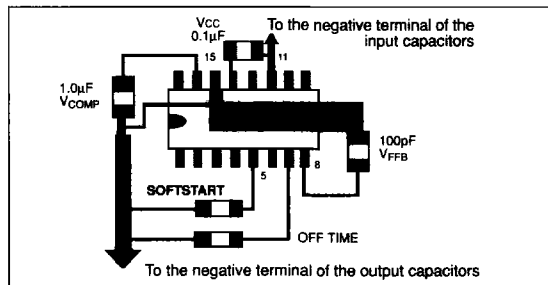 VCC
0.1µF
To the negative terminal of the
input capacitors
15
11
1.0µF
VCOMP
100pF
VFFB
5
8
SOFTSTART
OFF TIME
To the negative terminal of the output capacitors